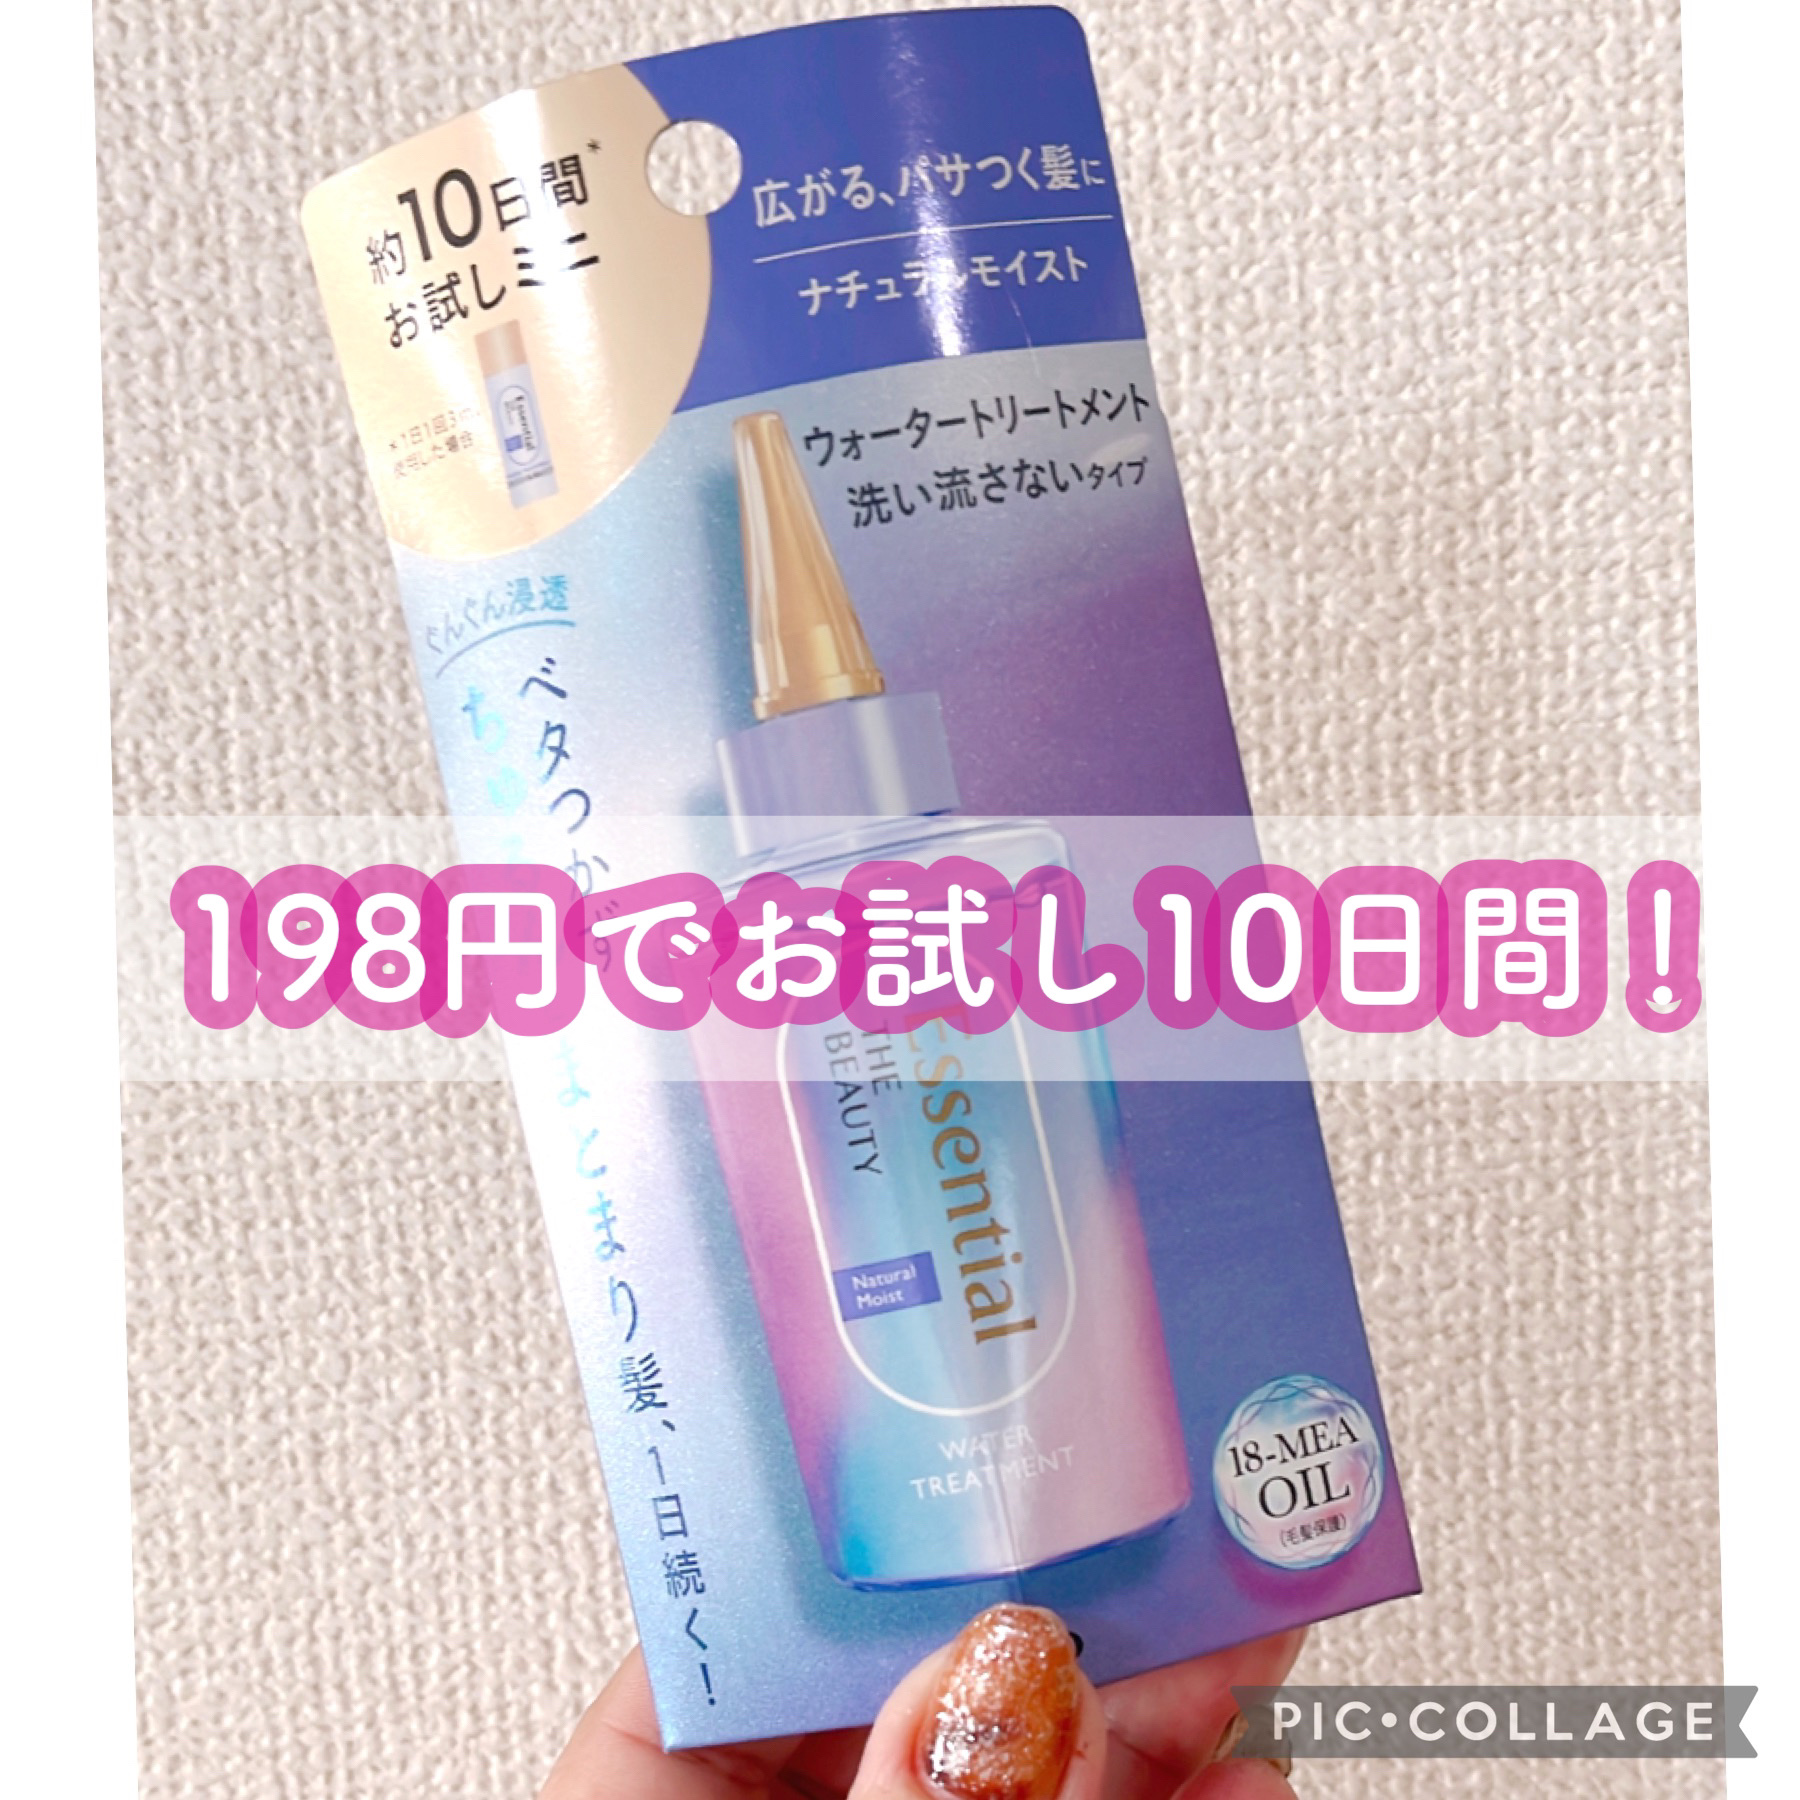 約10日間*
お試しミニ
*1日1回3mL
使用した場合
広がる、パサつく髪に
ナチュラルモイスト
ウォータートリートメント
洗い流さないタイプ
ぐんぐん浸透
ベタつかず
まとまり髪、1日続く!
198円でお試し10日間!
Essential
THE
BEAUTY
Natural
Moist
WATER
TREATMENT
18-MEA
OIL
(毛髪保護)
PIC•COLLAGE